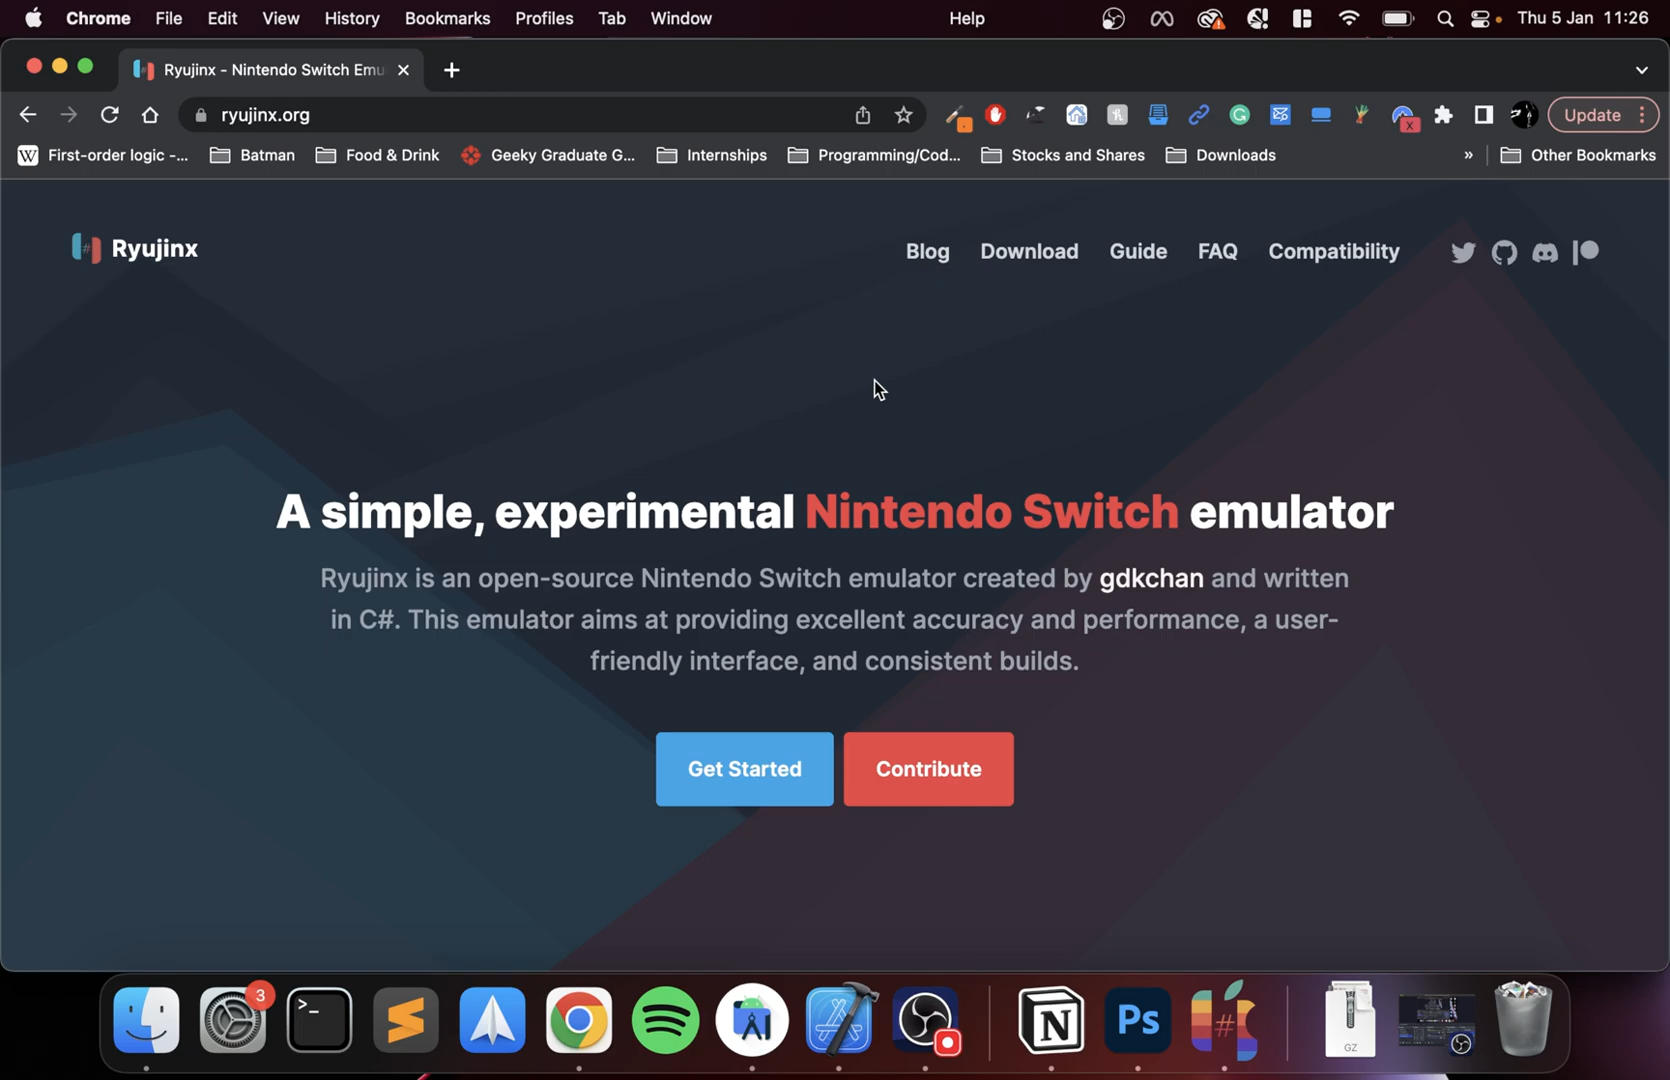 Chrome File Edit View History Bookmarks Profiles Tab Window Help Thu 5 Jan 11:26
Ryujinx - Nintendo Switch Emu
ryujinx.org Update
First-order logic -... Batman Food & Drink Geeky Graduate G... Internships Programming/Cod... Stocks and Shares Downloads » Other Bookmarks
Ryujinx Blog Download Guide FAQ Compatibility
A simple, experimental Nintendo Switch emulator
Ryujinx is an open-source Nintendo Switch emulator created by gdkchan and written
in C#. This emulator aims at providing excellent accuracy and performance, a user-
friendly interface, and consistent builds.
Get Started Contribute
3
Ps
GZ